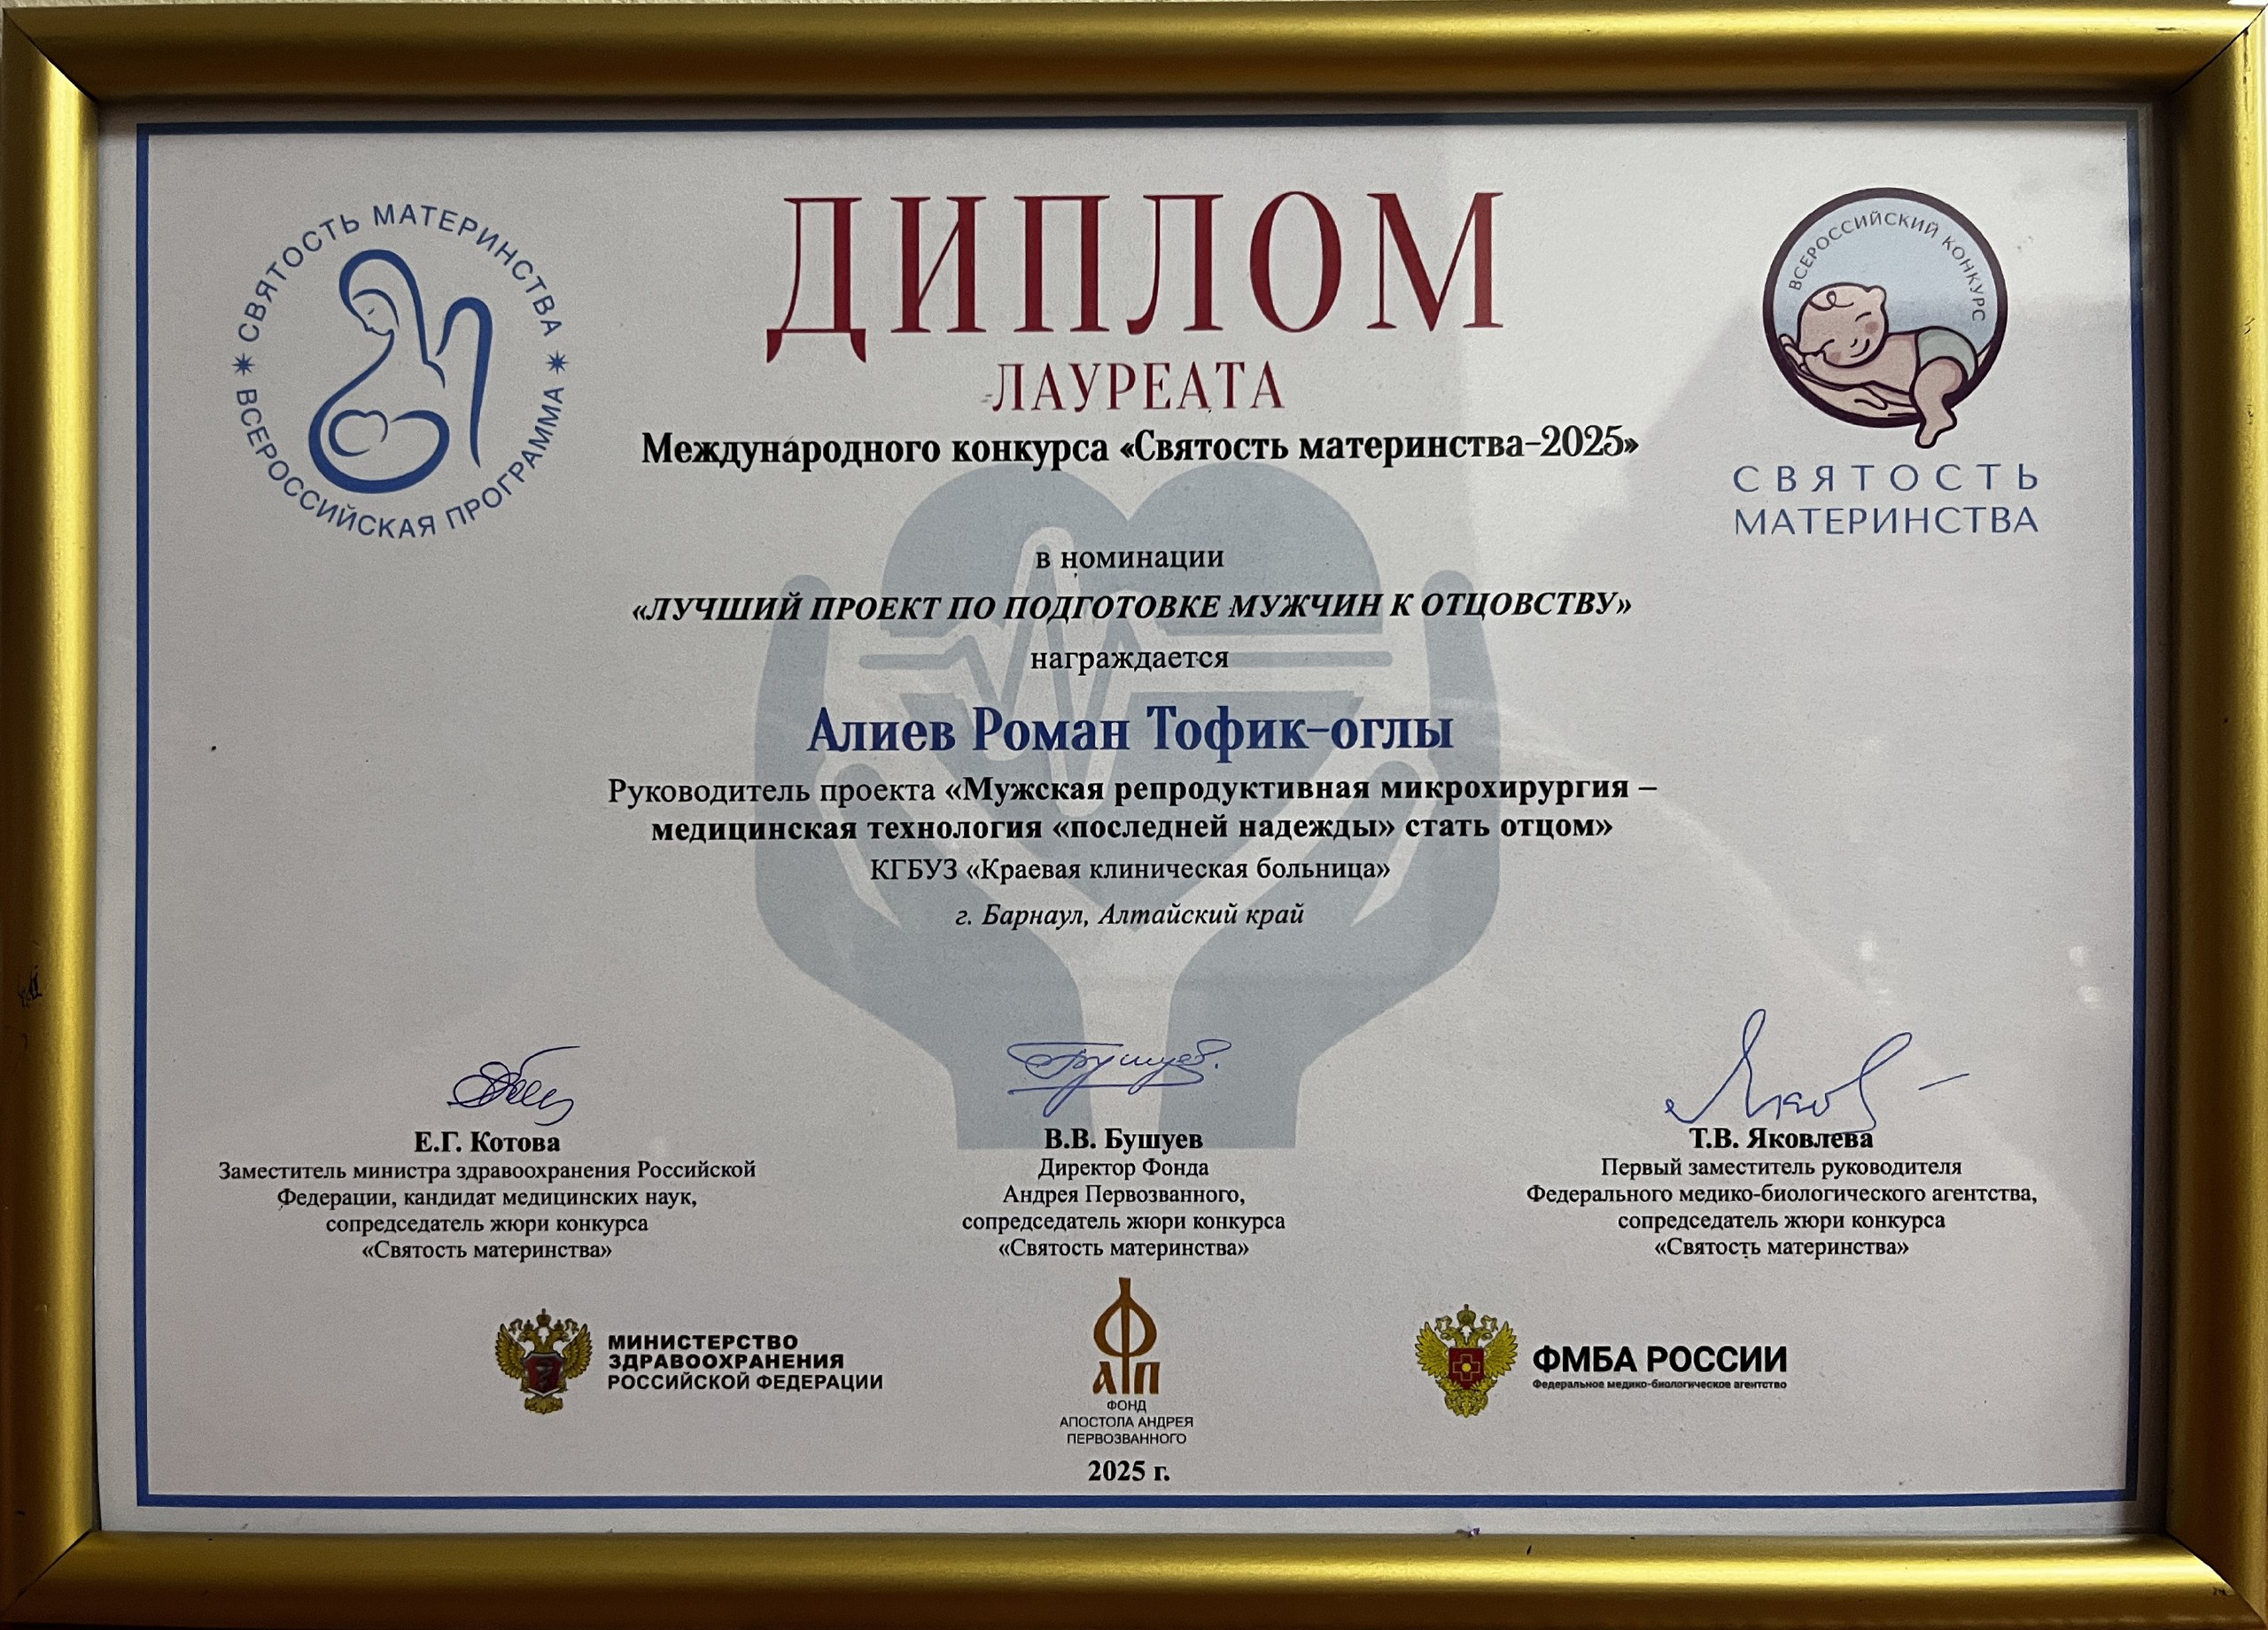 СВЯТОСТЬ МАТЕРИНСТВА
ВСЕРОССИЙСКАЯ ПРОГРАММА
ДИПЛОМ
ЛАУРЕАТА
Международного конкурса «Святость материнства-2025»
ВСЕРОССИЙСКИЙ КОНКУРС
СВЯТОСТЬ
МАТЕРИНСТВА
в номинации
«ЛУЧШИЙ ПРОЕКТ ПО ПОДГОТОВКЕ МУЖЧИН К ОТЦОВСТВУ»
награждается
Алиев Роман Тофик-оглы
Руководитель проекта «Мужская репродуктивная микрохирургия –
медицинская технология «последней надежды» стать отцом»
КГБУЗ «Краевая клиническая больница»
г. Барнаул, Алтайский край
Е.Г. Котова
Заместитель министра здравоохранения Российской
Федерации, кандидат медицинских наук,
сопредседатель жюри конкурса
«Святость материнства»
В.В. Бушуев
Директор Фонда
Андрея Первозванного,
сопредседатель жюри конкурса
«Святость материнства»
Т.В. Яковлева
Первый заместитель руководителя
Федерального медико-биологического агентства,
сопредседатель жюри конкурса
«Святость материнства»
МИНИСТЕРСТВО
ЗДРАВООХРАНЕНИЯ
РОССИЙСКОЙ ФЕДЕРАЦИИ
ФАП
ФОНД
АПОСТОЛА АНДРЕЯ
ПЕРВОЗВАННОГО
ФМБА РОССИИ
Федеральное медико-биологическое агентство
2025 г.